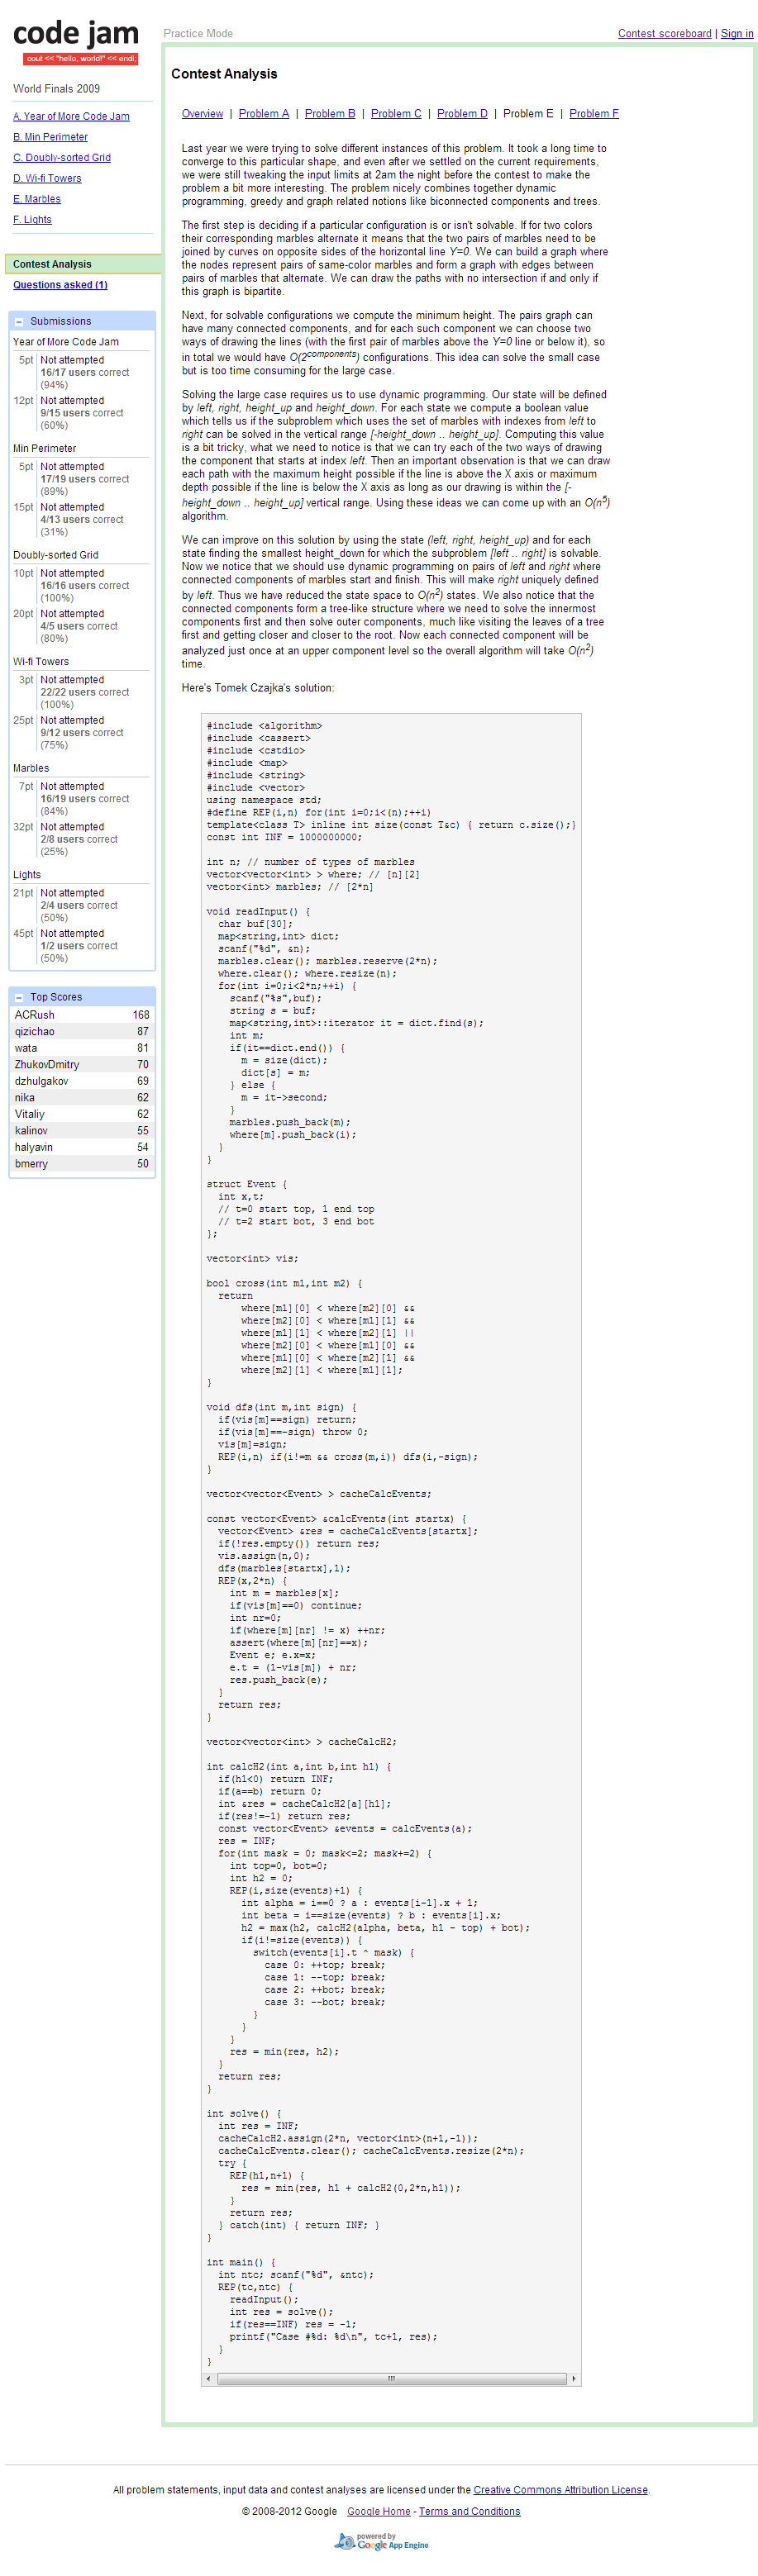 code jam
cout << "hello, world!" << endl;
Practice Mode
Contest scoreboard | Sign in
World Finals 2009
A. Year of More Code Jam
B. Min Perimeter
C. Doubly-sorted Grid
D. Wi-fi Towers
E. Marbles
F. Lights
Contest Analysis
Questions asked (1)
Submissions
Year of More Code Jam
5pt Not attempted
16/17 users correct
(94%)
12pt Not attempted
9/15 users correct
(60%)
Min Perimeter
5pt Not attempted
17/19 users correct
(89%)
15pt Not attempted
4/13 users correct
(31%)
Doubly-sorted Grid
10pt Not attempted
16/16 users correct
(100%)
20pt Not attempted
4/5 users correct
(80%)
Wi-fi Towers
3pt Not attempted
22/22 users correct
(100%)
25pt Not attempted
9/12 users correct
(75%)
Marbles
7pt Not attempted
16/19 users correct
(84%)
32pt Not attempted
2/8 users correct
(25%)
Lights
21pt Not attempted
2/4 users correct
(50%)
45pt Not attempted
1/2 users correct
(50%)
Top Scores
ACRush 168
qizichao 87
wata 81
ZhukovDmitry 70
dzhulgakov 69
nika 62
Vitaliy 62
kalinov 55
halyavin 54
bmerry 50
Contest Analysis
Overview | Problem A | Problem B | Problem C | Problem D | Problem E | Problem F
Last year we were trying to solve different instances of this problem. It took a long time to
converge to this particular shape, and even after we settled on the current requirements,
we were still tweaking the input limits at 2am the night before the contest to make the
problem a bit more interesting. The problem nicely combines together dynamic
programming, greedy and graph related notions like biconnected components and trees.
The first step is deciding if a particular configuration is or isn't solvable. If for two colors
their corresponding marbles alternate it means that the two pairs of marbles need to be
joined by curves on opposite sides of the horizontal line Y=0. We can build a graph where
the nodes represent pairs of same-color marbles and form a graph with edges between
pairs of marbles that alternate. We can draw the paths with no intersection if and only if
this graph is bipartite.
Next, for solvable configurations we compute the minimum height. The pairs graph can
have many connected components, and for each such component we can choose two
ways of drawing the lines (with the first pair of marbles above the Y=0 line or below it), so
in total we would have O(2^components) configurations. This idea can solve the small case
but is too time consuming for the large case.
Solving the large case requires us to use dynamic programming. Our state will be defined
by left, right, height_up and height_down. For each state we compute a boolean value
which tells us if the subproblem which uses the set of marbles with indexes from left to
right can be solved in the vertical range [-height_down .. height_up]. Computing this value
is a bit tricky, what we need to notice is that we can try each of the two ways of drawing
the component that starts at index left. Then an important observation is that we can draw
each path with the maximum height possible if the line is above the X axis or maximum
depth possible if the line is below the X axis as long as our drawing is within the [-
height_down .. height_up] vertical range. Using these ideas we can come up with an O(n^5)
algorithm.
We can improve on this solution by using the state (left, right, height_up) and for each
state finding the smallest height_down for which the subproblem [left .. right] is solvable.
Now we notice that we should use dynamic programming on pairs of left and right where
connected components of marbles start and finish. This will make right uniquely defined
by left. Thus we have reduced the state space to O(n^2) states. We also notice that the
connected components form a tree-like structure where we need to solve the innermost
components first and then solve outer components, much like visiting the leaves of a tree
first and getting closer and closer to the root. Now each connected component will be
analyzed just once at an upper component level so the overall algorithm will take O(n^2)
time.
Here's Tomek Czajka's solution:
#include <algorithm>
#include <cassert>
#include <cstdio>
#include <map>
#include <string>
#include <vector>
using namespace std;
#define REP(i,n) for(int i=0;i<(n);++i)
template<class T> inline int size(const T&c) { return c.size();}
const int INF = 1000000000;
int n; // number of types of marbles
vector<vector<int> > where; // [n][2]
vector<int> marbles; // [2*n]
void readInput() {
char buf[30];
map<string,int> dict;
scanf("%d", &n);
marbles.clear(); marbles.reserve(2*n);
where.clear(); where.resize(n);
for(int i=0;i<2*n;++i) {
scanf("%s",buf);
string s = buf;
map<string,int>::iterator it = dict.find(s);
int m;
if(it==dict.end()) {
m = size(dict);
dict[s] = m;
} else {
m = it->second;
}
marbles.push_back(m);
where[m].push_back(i);
}
}
struct Event {
int x,t;
// t=0 start top, 1 end top
// t=2 start bot, 3 end bot
};
vector<int> vis;
bool cross(int m1,int m2) {
return
where[m1][0] < where[m2][0] &&
where[m2][0] < where[m1][1] &&
where[m1][1] < where[m2][1] ||
where[m2][0] < where[m1][0] &&
where[m1][0] < where[m2][1] &&
where[m2][1] < where[m1][1];
}
void dfs(int m,int sign) {
if(vis[m]==sign) return;
if(vis[m]==-sign) throw 0;
vis[m]=sign;
REP(i,n) if(i!=m && cross(m,i)) dfs(i,-sign);
}
vector<vector<Event> > cacheCalcEvents;
const vector<Event> &calcEvents(int startx) {
vector<Event> &res = cacheCalcEvents[startx];
if(!res.empty()) return res;
vis.assign(n,0);
dfs(marbles[startx],1);
REP(x,2*n) {
int m = marbles[x];
if(vis[m]==0) continue;
int nr=0;
if(where[m][nr] != x) ++nr;
assert(where[m][nr]==x);
Event e; e.x=x;
e.t = (1-vis[m]) + nr;
res.push_back(e);
}
return res;
}
vector<vector<int> > cacheCalcH2;
int calcH2(int a,int b,int h1) {
if(h1<0) return INF;
if(a==b) return 0;
int &res = cacheCalcH2[a][h1];
if(res!=-1) return res;
const vector<Event> &events = calcEvents(a);
res = INF;
for(int mask = 0; mask<=2; mask+=2) {
int top=0, bot=0;
int h2 = 0;
REP(i,size(events)+1) {
int alpha = i==0 ? a : events[i-1].x + 1;
int beta = i==size(events) ? b : events[i].x;
h2 = max(h2, calcH2(alpha, beta, h1 - top) + bot);
if(i!=size(events)) {
switch(events[i].t ^ mask) {
case 0: ++top; break;
case 1: --top; break;
case 2: ++bot; break;
case 3: --bot; break;
}
}
}
res = min(res, h2);
}
return res;
}
int solve() {
int res = INF;
cacheCalcH2.assign(2*n, vector<int>(n+1,-1));
cacheCalcEvents.clear(); cacheCalcEvents.resize(2*n);
try {
REP(h1,n+1) {
res = min(res, h1 + calcH2(0,2*n,h1));
}
return res;
} catch(int) { return INF; }
}
int main() {
int ntc; scanf("%d", &ntc);
REP(tc,ntc) {
readInput();
int res = solve();
if(res==INF) res = -1;
printf("Case #%d: %d\n", tc+1, res);
}
}
All problem statements, input data and contest analyses are licensed under the Creative Commons Attribution License.
© 2008-2012 Google Google Home - Terms and Conditions
powered by
Google App Engine